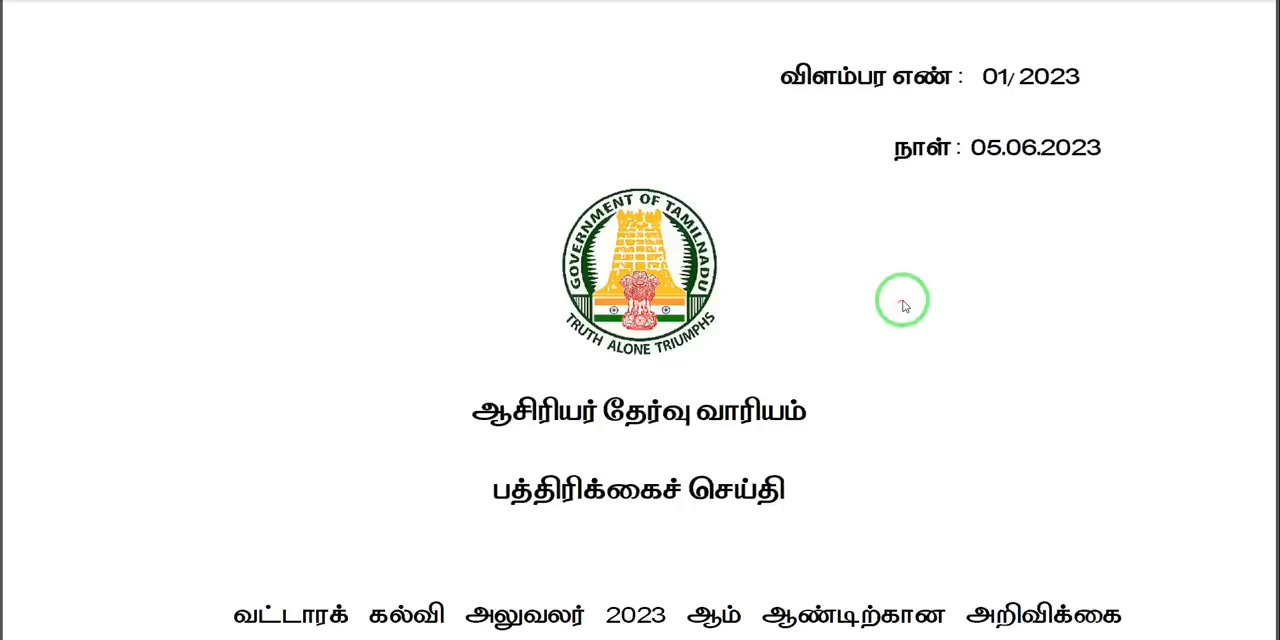 விளம்பர எண் : 01/ 2023
நாள் : 05.06.2023
GOVERNMENT OF TAMILNADU
TRUTH ALONE TRIUMPHS
ஆசிரியர் தேர்வு வாரியம்
பத்திரிக்கைச் செய்தி
வட்டாரக் கல்வி அலுவலர் 2023 ஆம் ஆண்டிற்கான அறிவிக்கை